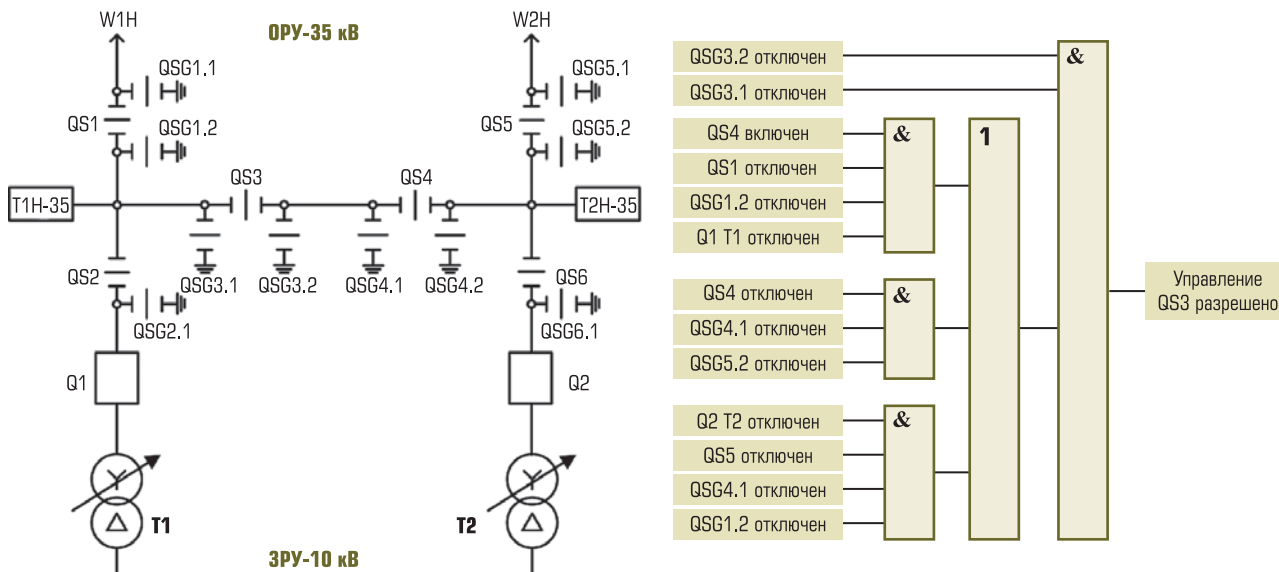 W1H
ОРУ-35 кВ
W2H
QSG1.1
QS1
QSG1.2
QSG5.1
QS5
QSG5.2
T1H-35
QS3
QS4
T2H-35
QS2
QSG3.1
QSG3.2
QSG4.1
QSG4.2
QS6
QSG2.1
QSG6.1
Q1
Q2
T1
T2
ЗРУ-10 кВ
QSG3.2 отключен
QSG3.1 отключен
&
QS4 включен
QS1 отключен
QSG1.2 отключен
Q1 T1 отключен
&
1
QS4 отключен
QSG4.1 отключен
QSG5.2 отключен
&
Q2 T2 отключен
QS5 отключен
QSG4.1 отключен
QSG1.2 отключен
&
Управление
QS3 разрешено